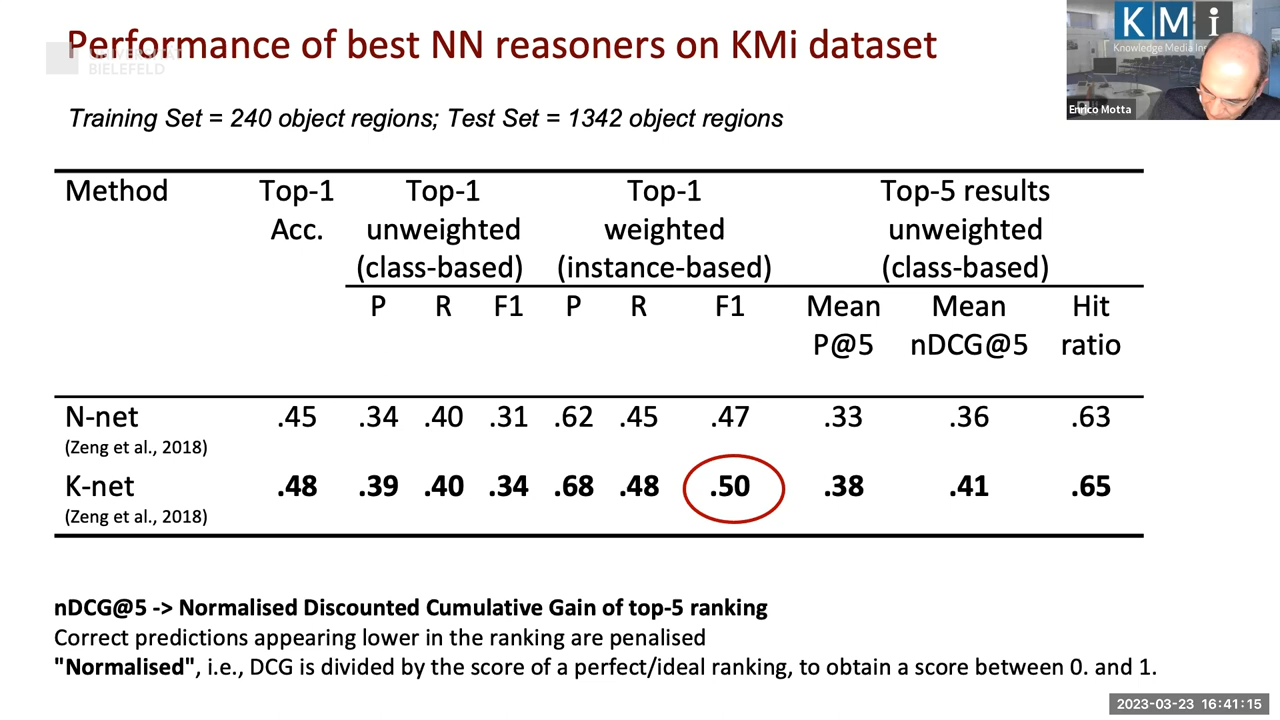 Performance of best NN reasoners on KMi dataset
BIELEFELD
KMi
Knowledge Media
Enrico Motta
Training Set = 240 object regions; Test Set = 1342 object regions
Method Top-1 Top-1 Top-1 Top-5 results
Acc. unweighted weighted unweighted
(class-based) (instance-based) (class-based)
P R F1 P R F1 Mean Mean Hit
P@5 nDCG@5 ratio
N-net .45 .34 .40 .31 .62 .45 .47 .33 .36 .63
(Zeng et al., 2018)
K-net .48 .39 .40 .34 .68 .48 .50 .38 .41 .65
(Zeng et al., 2018)
nDCG@5 -> Normalised Discounted Cumulative Gain of top-5 ranking
Correct predictions appearing lower in the ranking are penalised
"Normalised", i.e., DCG is divided by the score of a perfect/ideal ranking, to obtain a score between 0. and 1.
2023-03-23 16:41:15